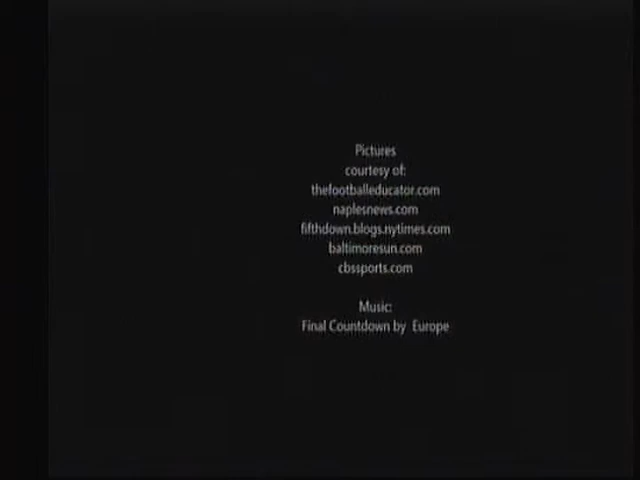 Pictures
courtesy of:
thefootballeducator.com
naplesnews.com
fifthdown.blogs.nytimes.com
baltimoresun.com
cbssports.com
Music:
Final Countdown by Europe